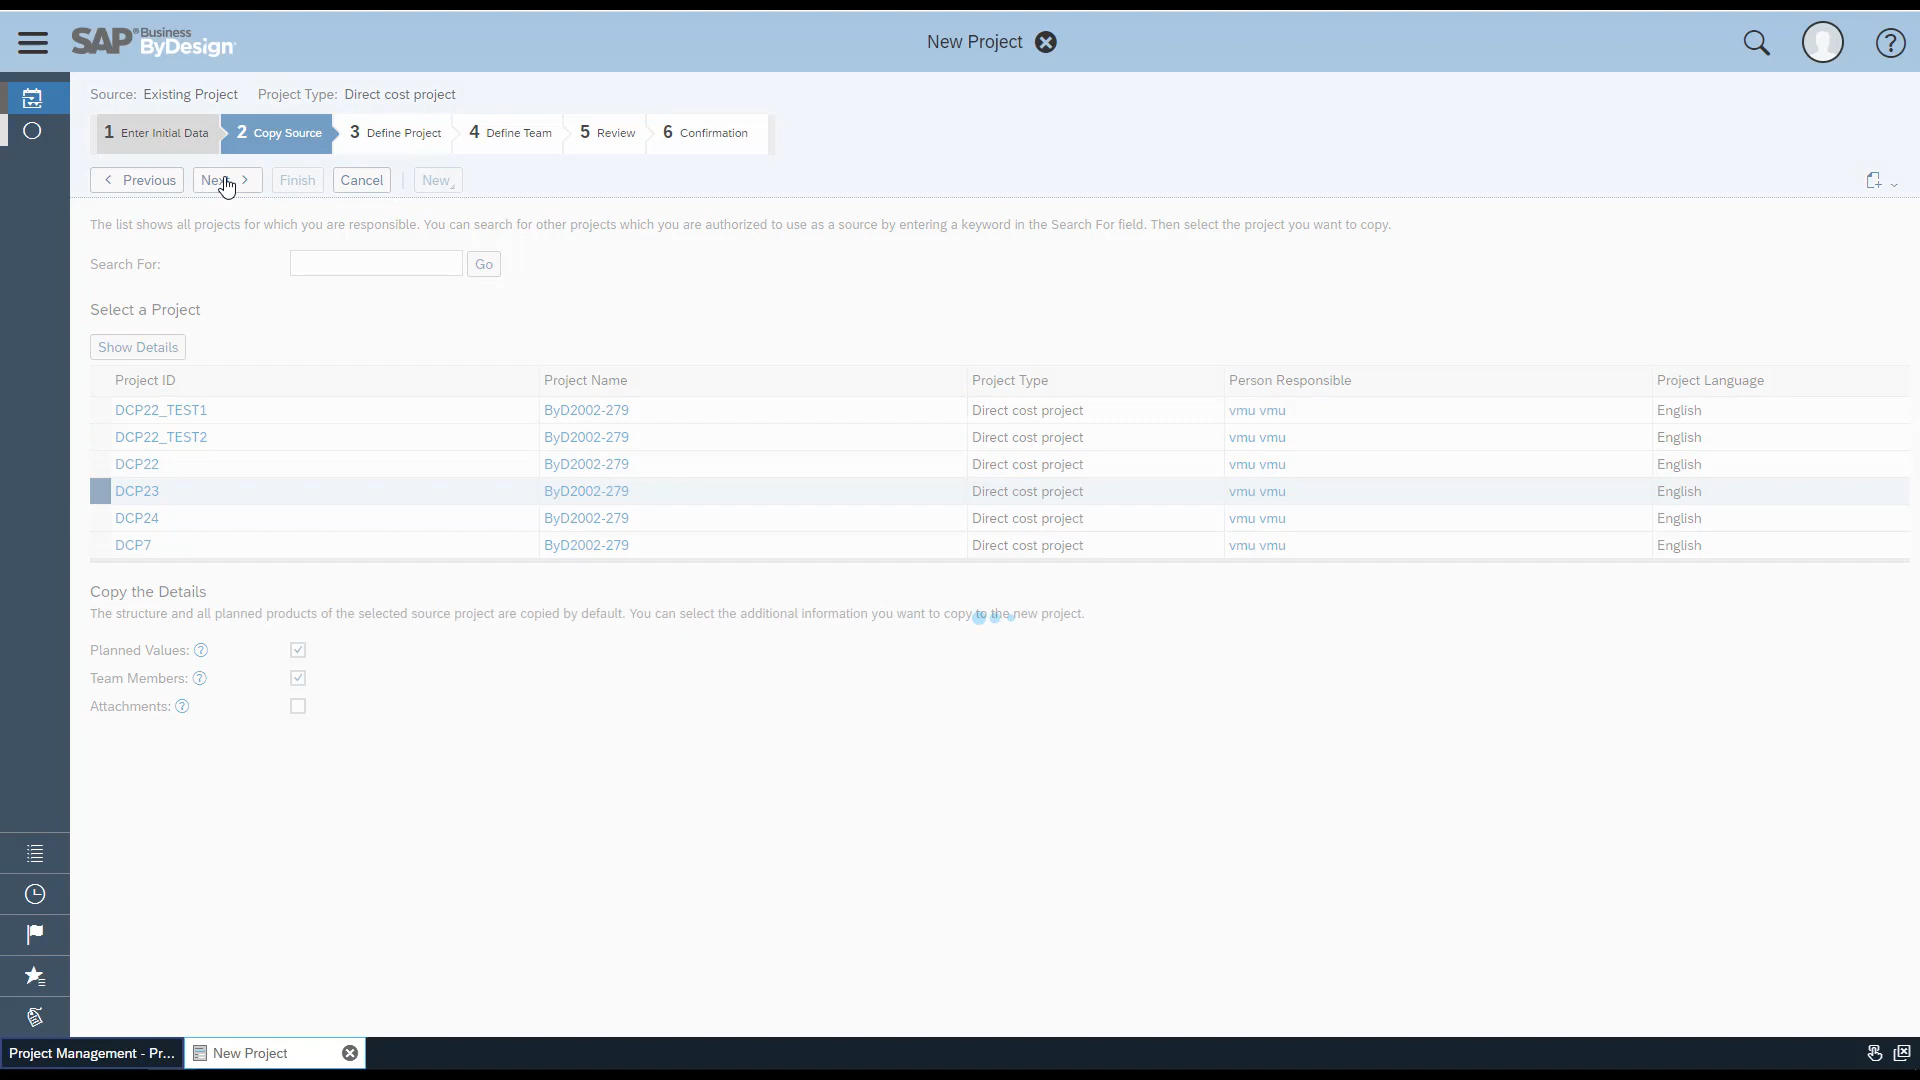 SAP Business ByDesign
New Project
Source: Existing Project Project Type: Direct cost project
1 Enter Initial Data 2 Copy Source 3 Define Project 4 Define Team 5 Review 6 Confirmation
Previous Next Finish Cancel New
The list shows all projects for which you are responsible. You can search for other projects which you are authorized to use as a source by entering a keyword in the Search For field. Then select the project you want to copy.
Search For: Go
Select a Project
Show Details
Project ID Project Name Project Type Person Responsible Project Language
DCP22_TEST1 ByD2002-279 Direct cost project vmu vmu English
DCP22_TEST2 ByD2002-279 Direct cost project vmu vmu English
DCP22 ByD2002-279 Direct cost project vmu vmu English
DCP23 ByD2002-279 Direct cost project vmu vmu English
DCP24 ByD2002-279 Direct cost project vmu vmu English
DCP7 ByD2002-279 Direct cost project vmu vmu English
Copy the Details
The structure and all planned products of the selected source project are copied by default. You can select the additional information you want to copy to the new project.
Planned Values:
Team Members:
Attachments:
Project Management - Pr... New Project